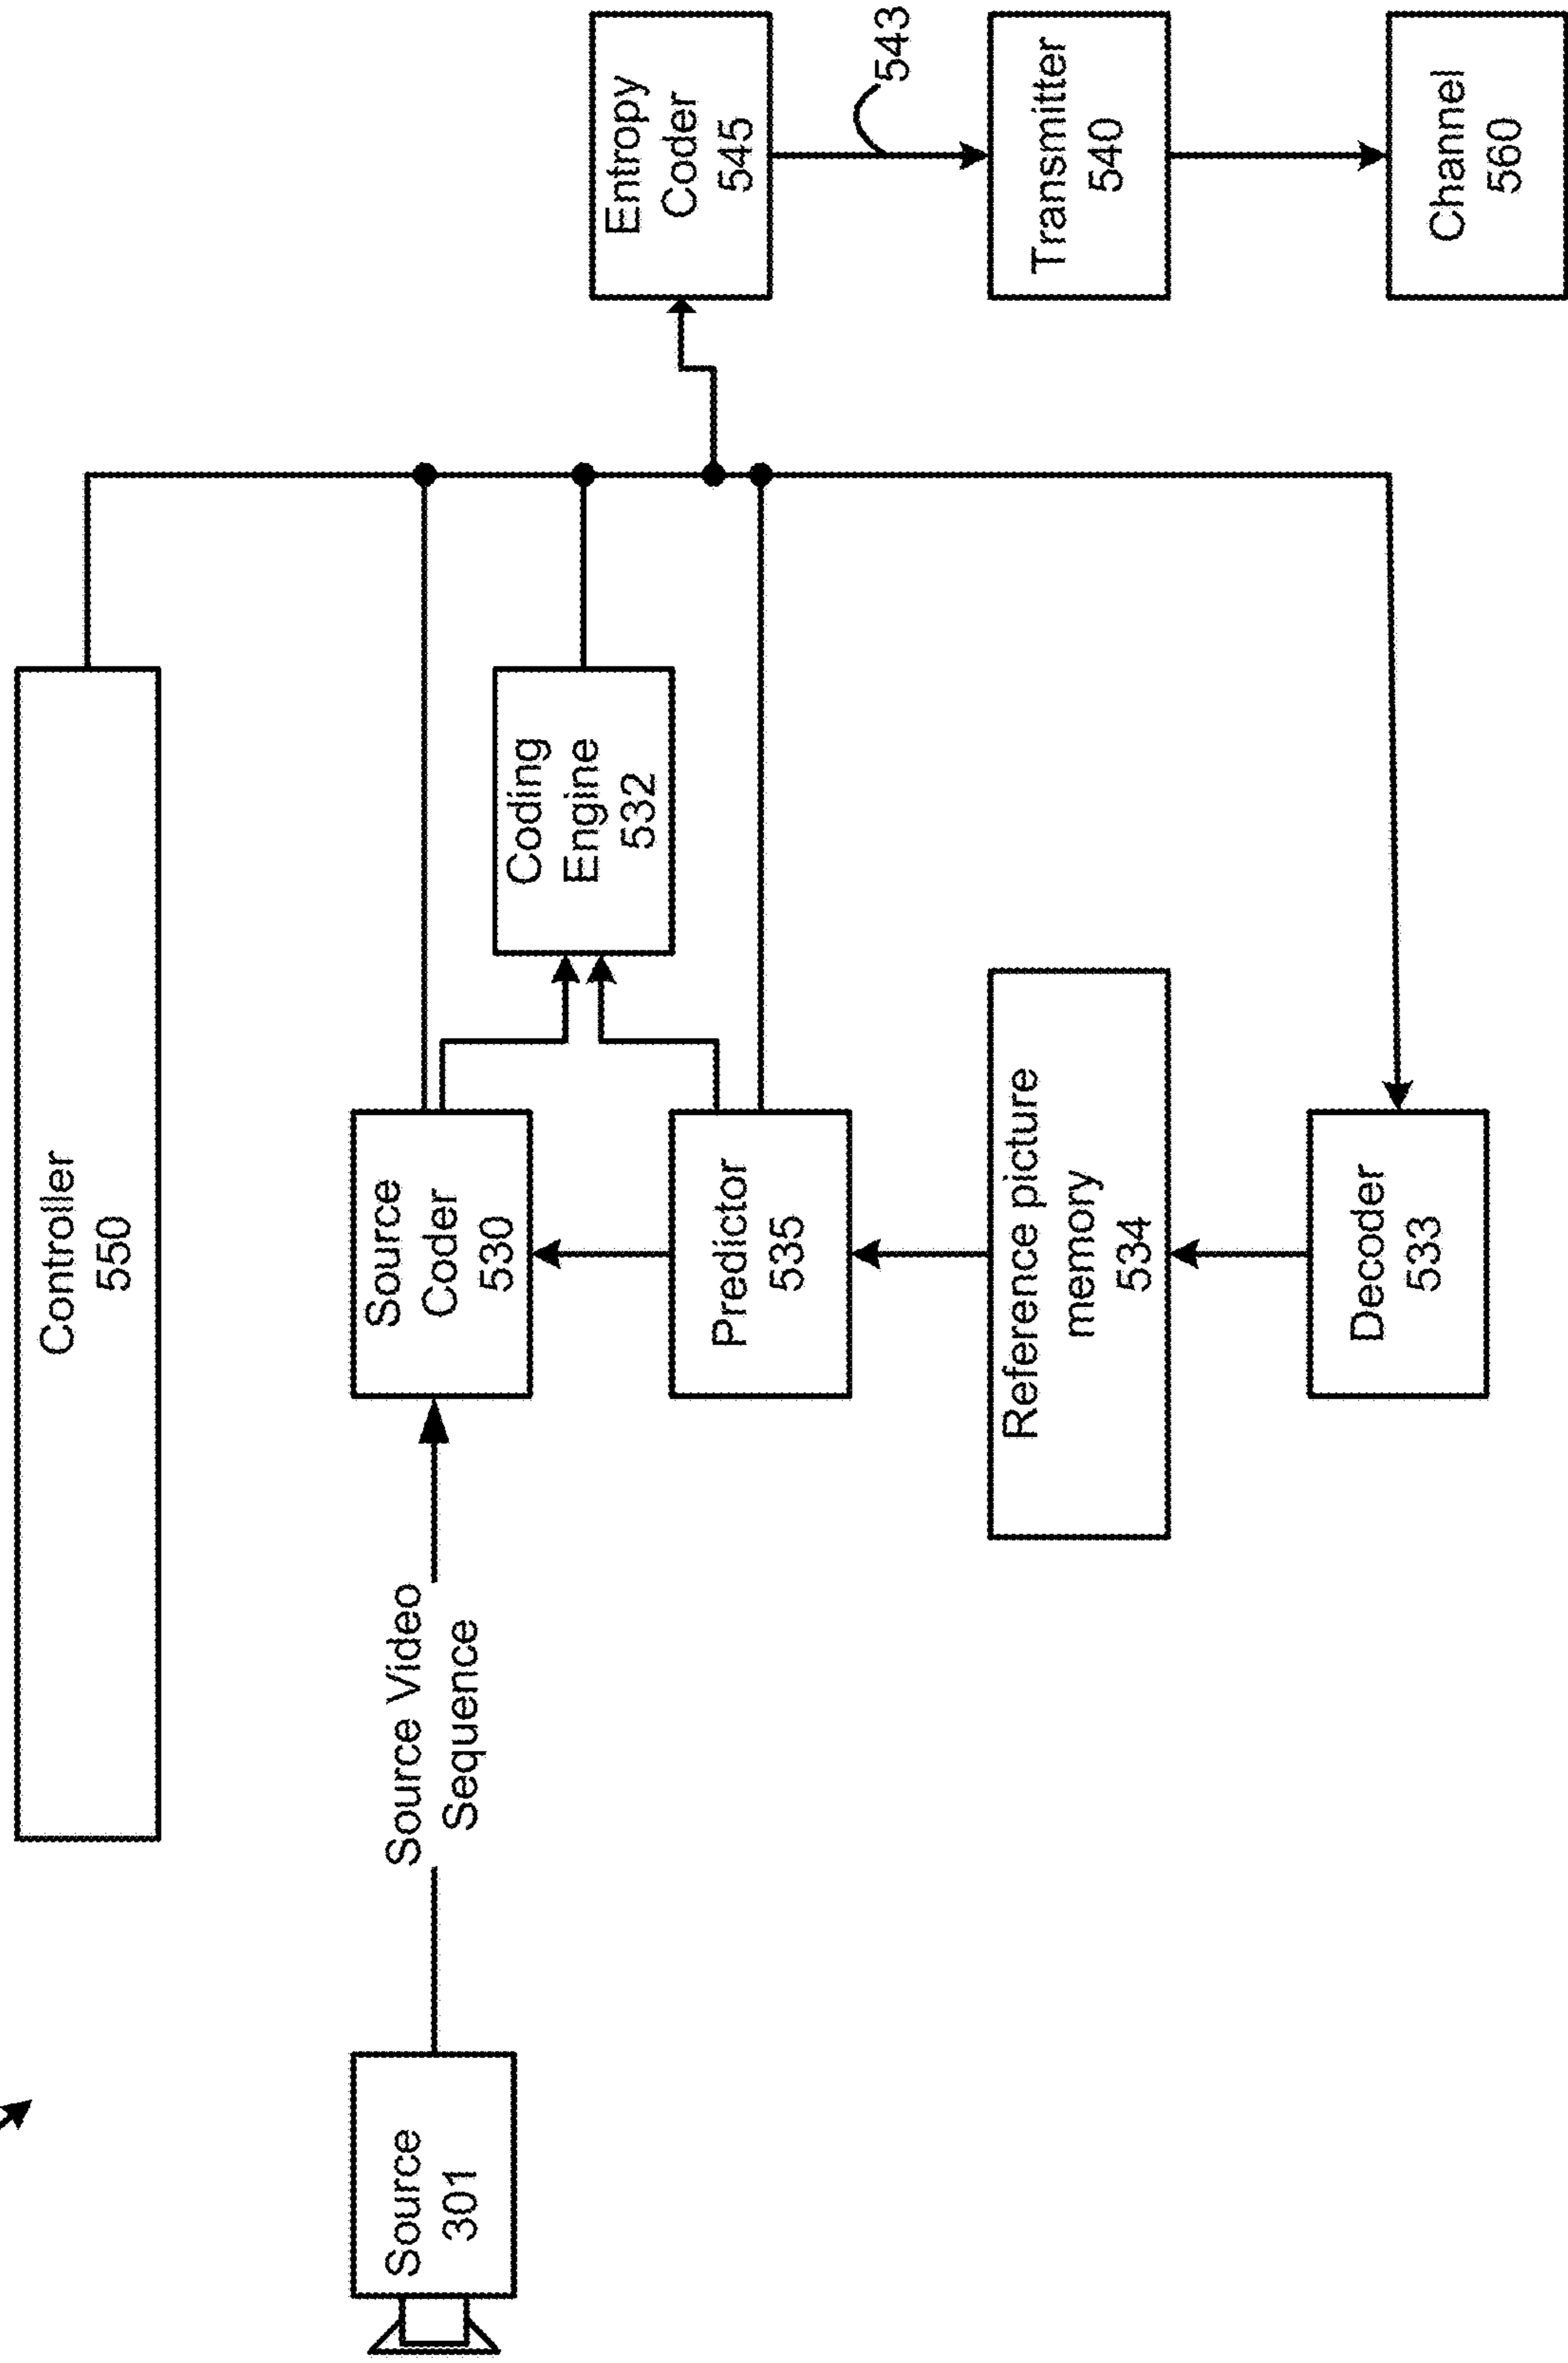 Controller
550
Source
301
Source Video
Sequence
Source
Coder
530
Coding
Engine
532
Entropy
Coder
545
Predictor
535
543
Reference picture
memory
534
Transmitter
540
Decoder
533
Channel
560